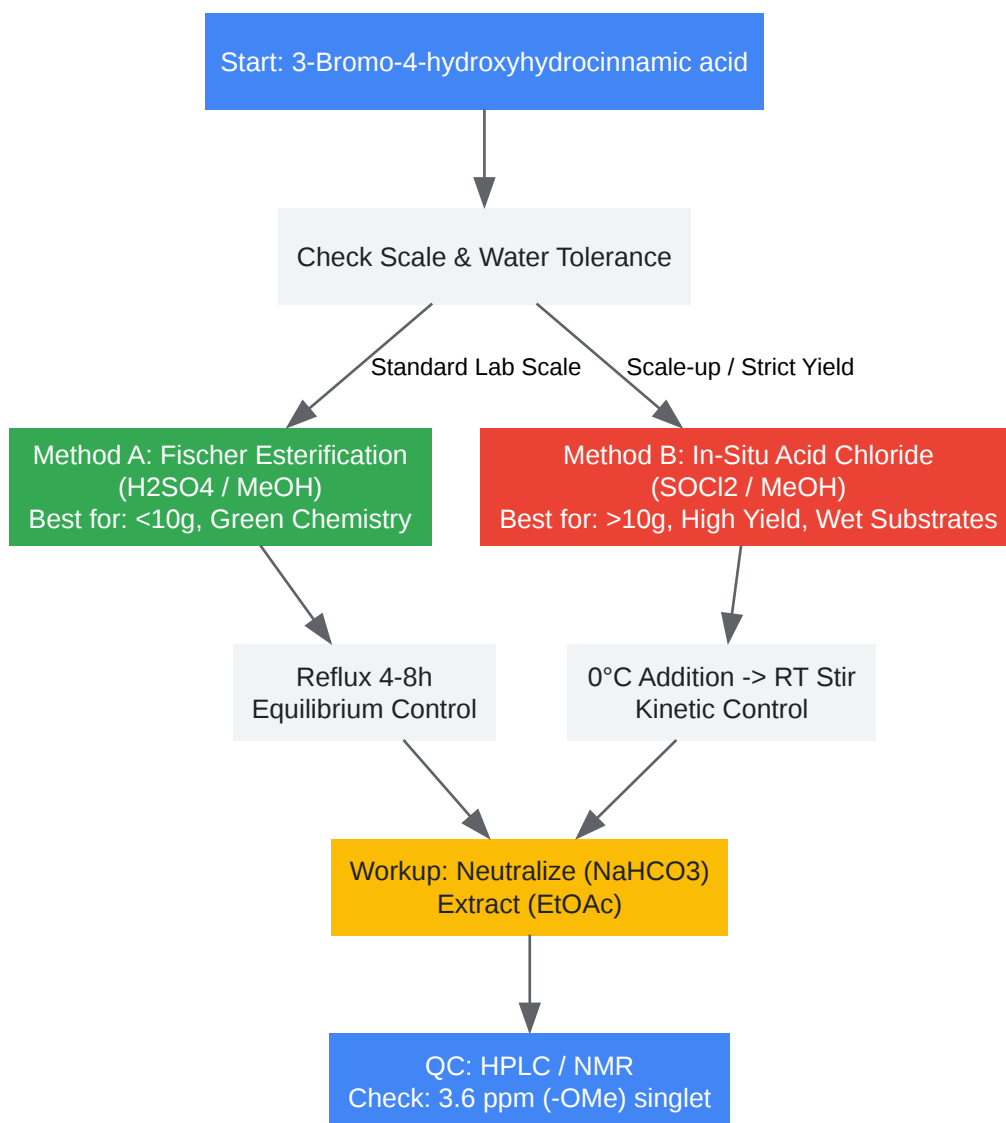 Start: 3-Bromo-4-hydroxyhydrocinnamic acid
Check Scale & Water Tolerance
Standard Lab Scale
Scale-up / Strict Yield
Method A: Fischer Esterification
(H2SO4 / MeOH)
Best for: <10g, Green Chemistry
Method B: In-Situ Acid Chloride
(SOCl2 / MeOH)
Best for: >10g, High Yield, Wet Substrates
Reflux 4-8h
Equilibrium Control
0°C Addition -> RT Stir
Kinetic Control
Workup: Neutralize (NaHCO3)
Extract (EtOAc)
QC: HPLC / NMR
Check: 3.6 ppm (-OMe) singlet